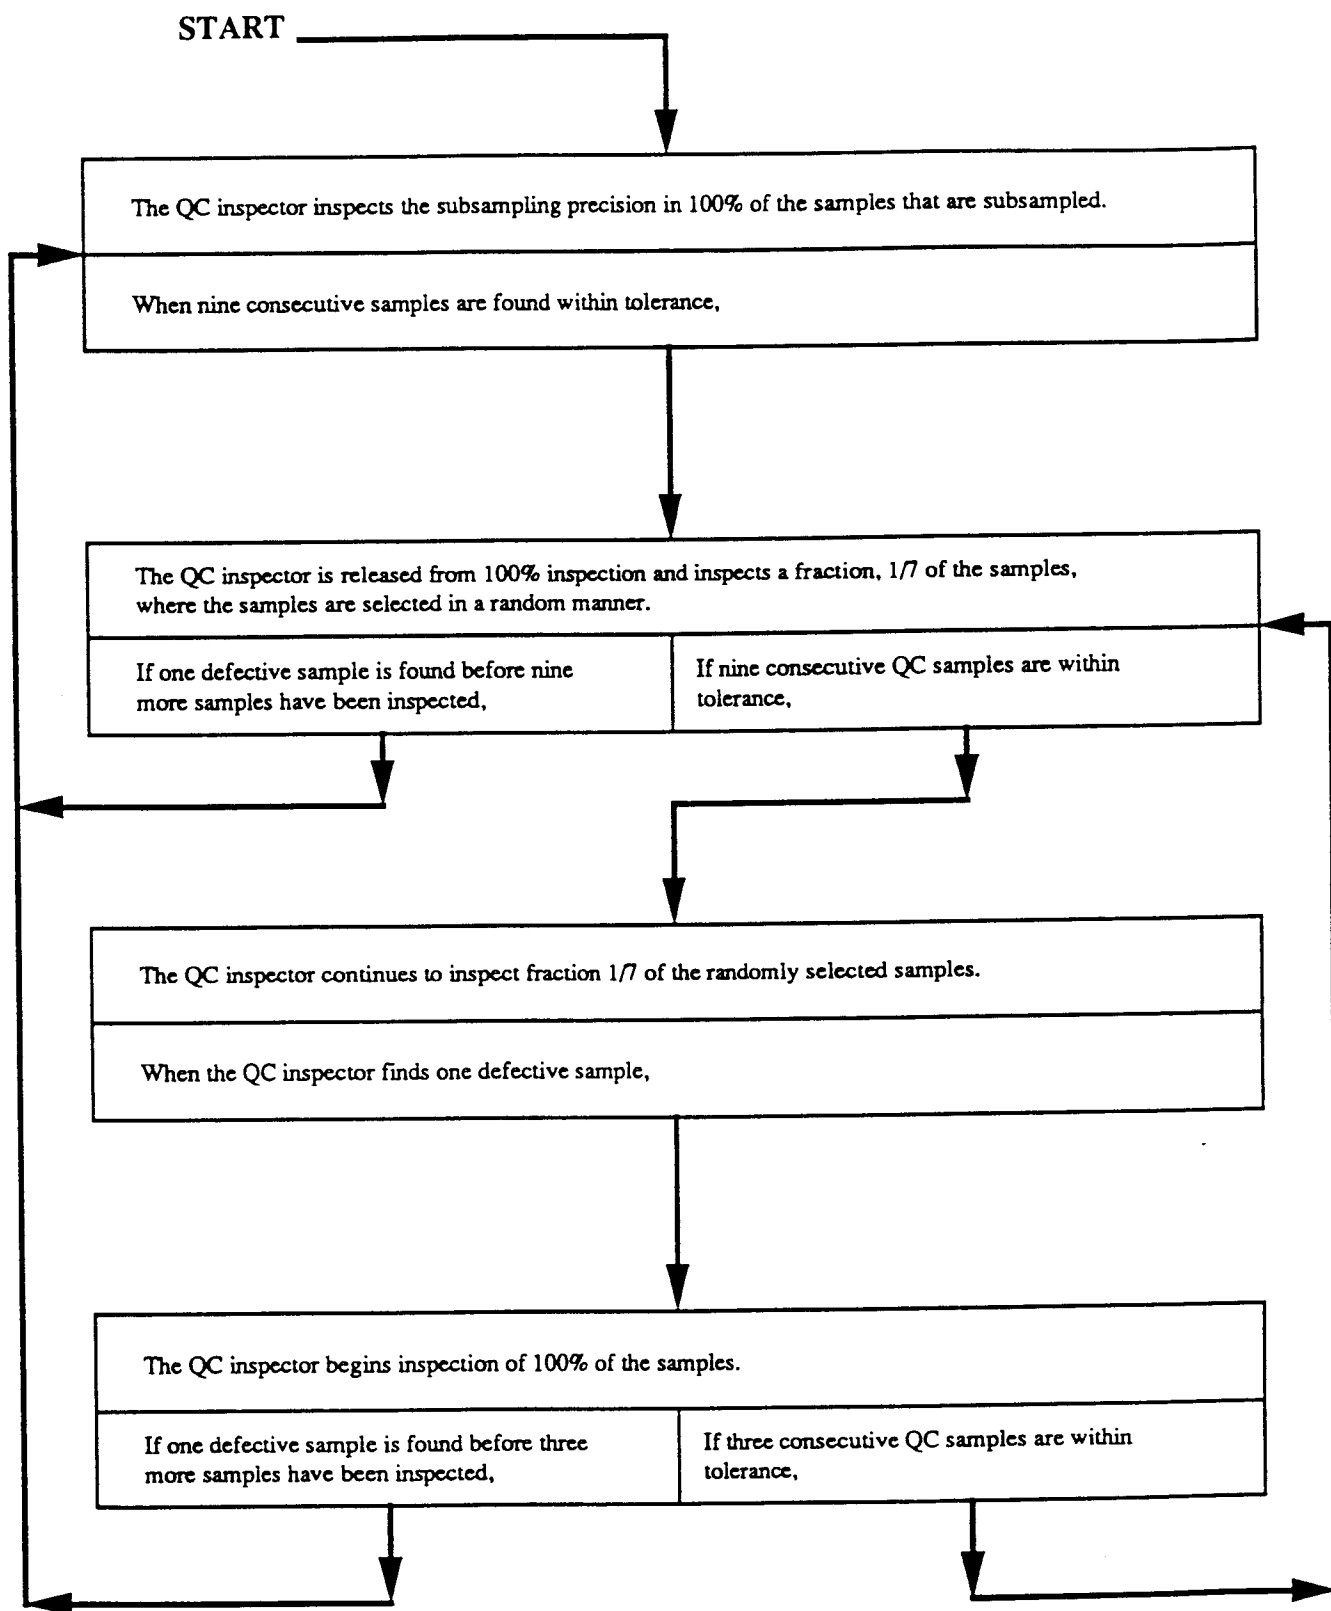 START
The QC inspector inspects the subsampling precision in 100% of the samples that are subsampled.
When nine consecutive samples are found within tolerance,
The QC inspector is released from 100% inspection and inspects a fraction, 1/7 of the samples,
where the samples are selected in a random manner.
If one defective sample is found before nine
more samples have been inspected,
If nine consecutive QC samples are within
tolerance,
The QC inspector continues to inspect fraction 1/7 of the randomly selected samples.
When the QC inspector finds one defective sample,
The QC inspector begins inspection of 100% of the samples.
If one defective sample is found before three
more samples have been inspected,
If three consecutive QC samples are within
tolerance,